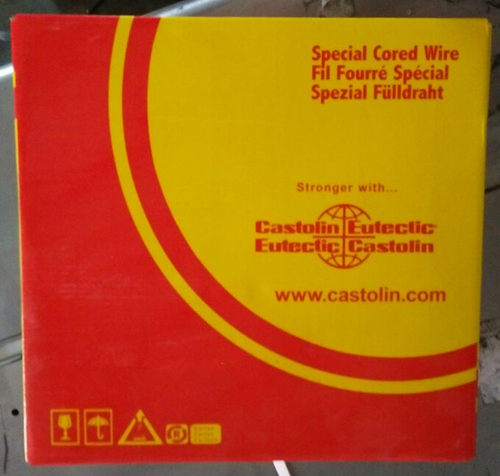 Special Cored Wire
Fil Fourré Spécial
Spezial Fülldraht
Stronger with...
Castolin Eutectic®
Eutectic Castolin
www.castolin.com